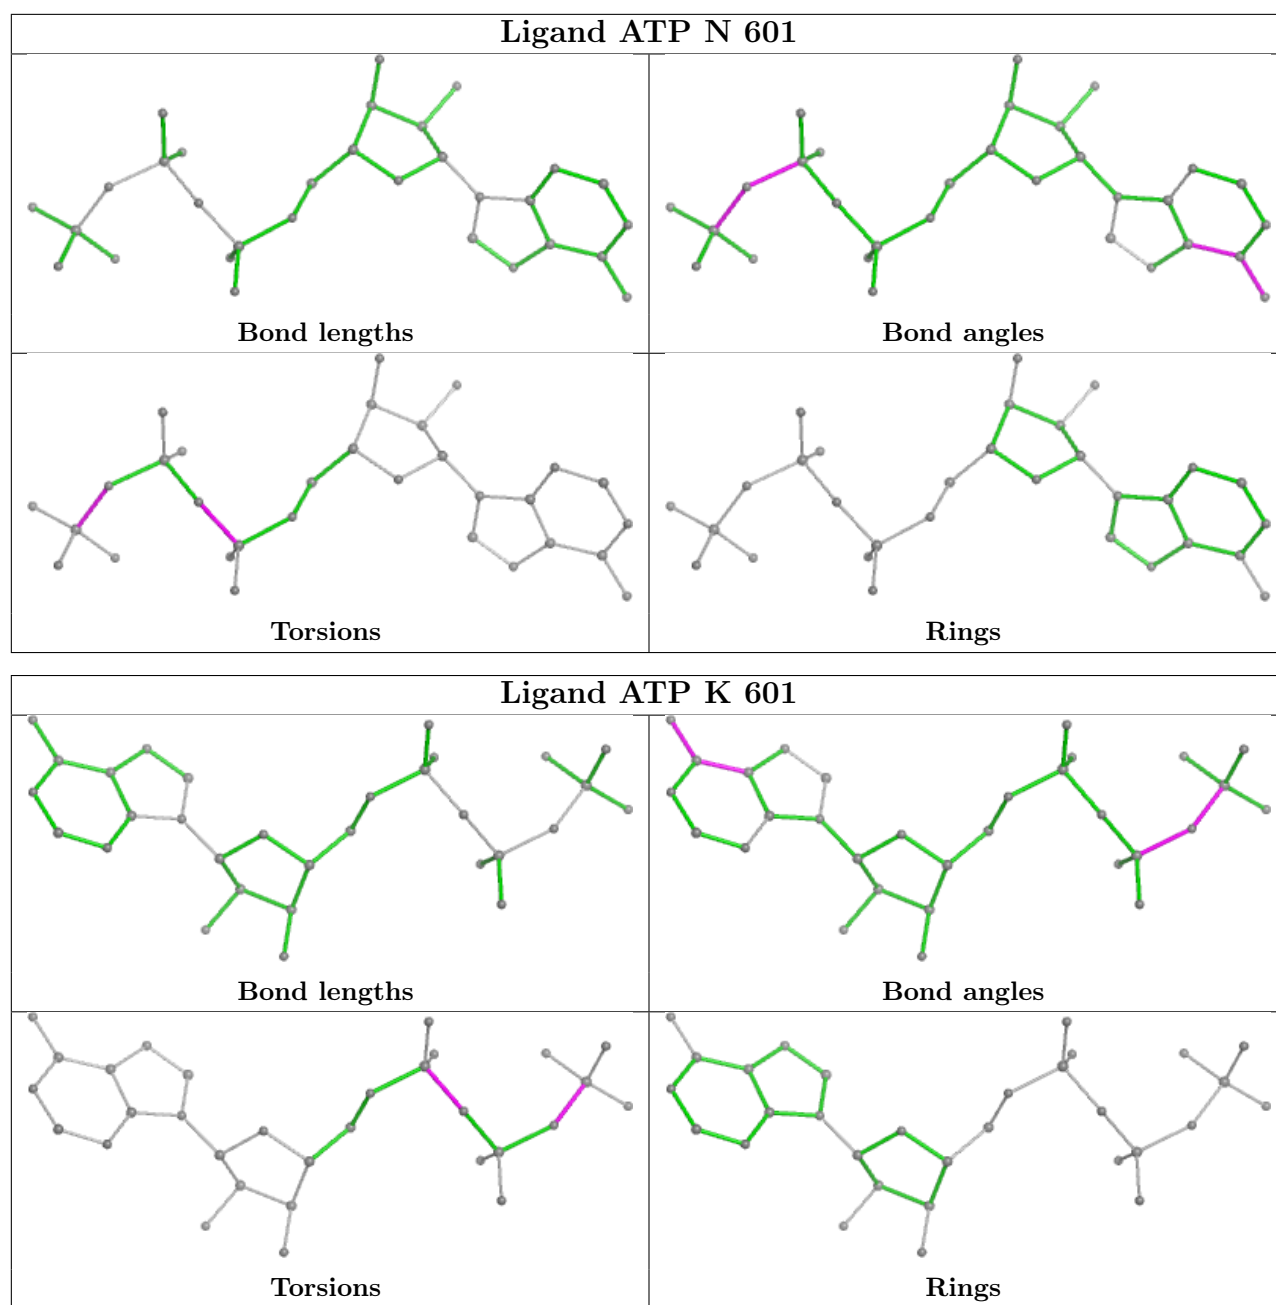 Ligand ATP N 601
Bond lengths
Bond angles
Torsions
Rings
Ligand ATP K 601
Bond lengths
Bond angles
Torsions
Rings